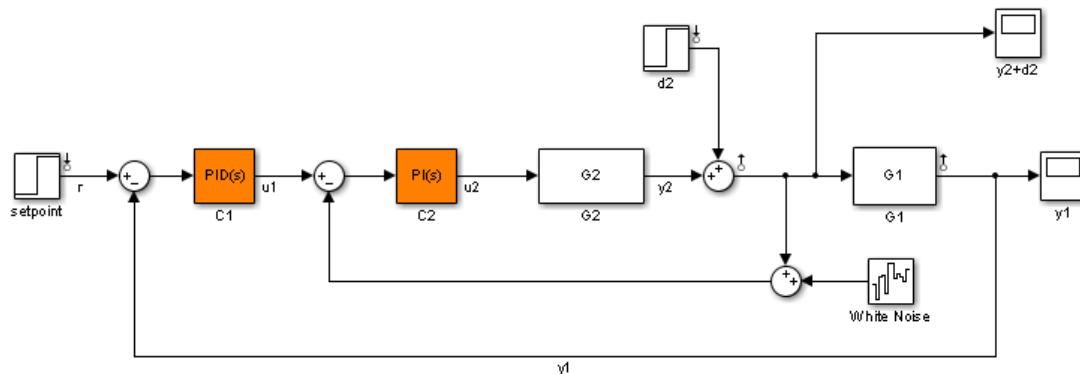 y2+d2
d2
PID(s)
PI(s)
G2
G1
setpoint
r
C1
u1
C2
u2
G2
y2
G1
y1
White Noise
y1